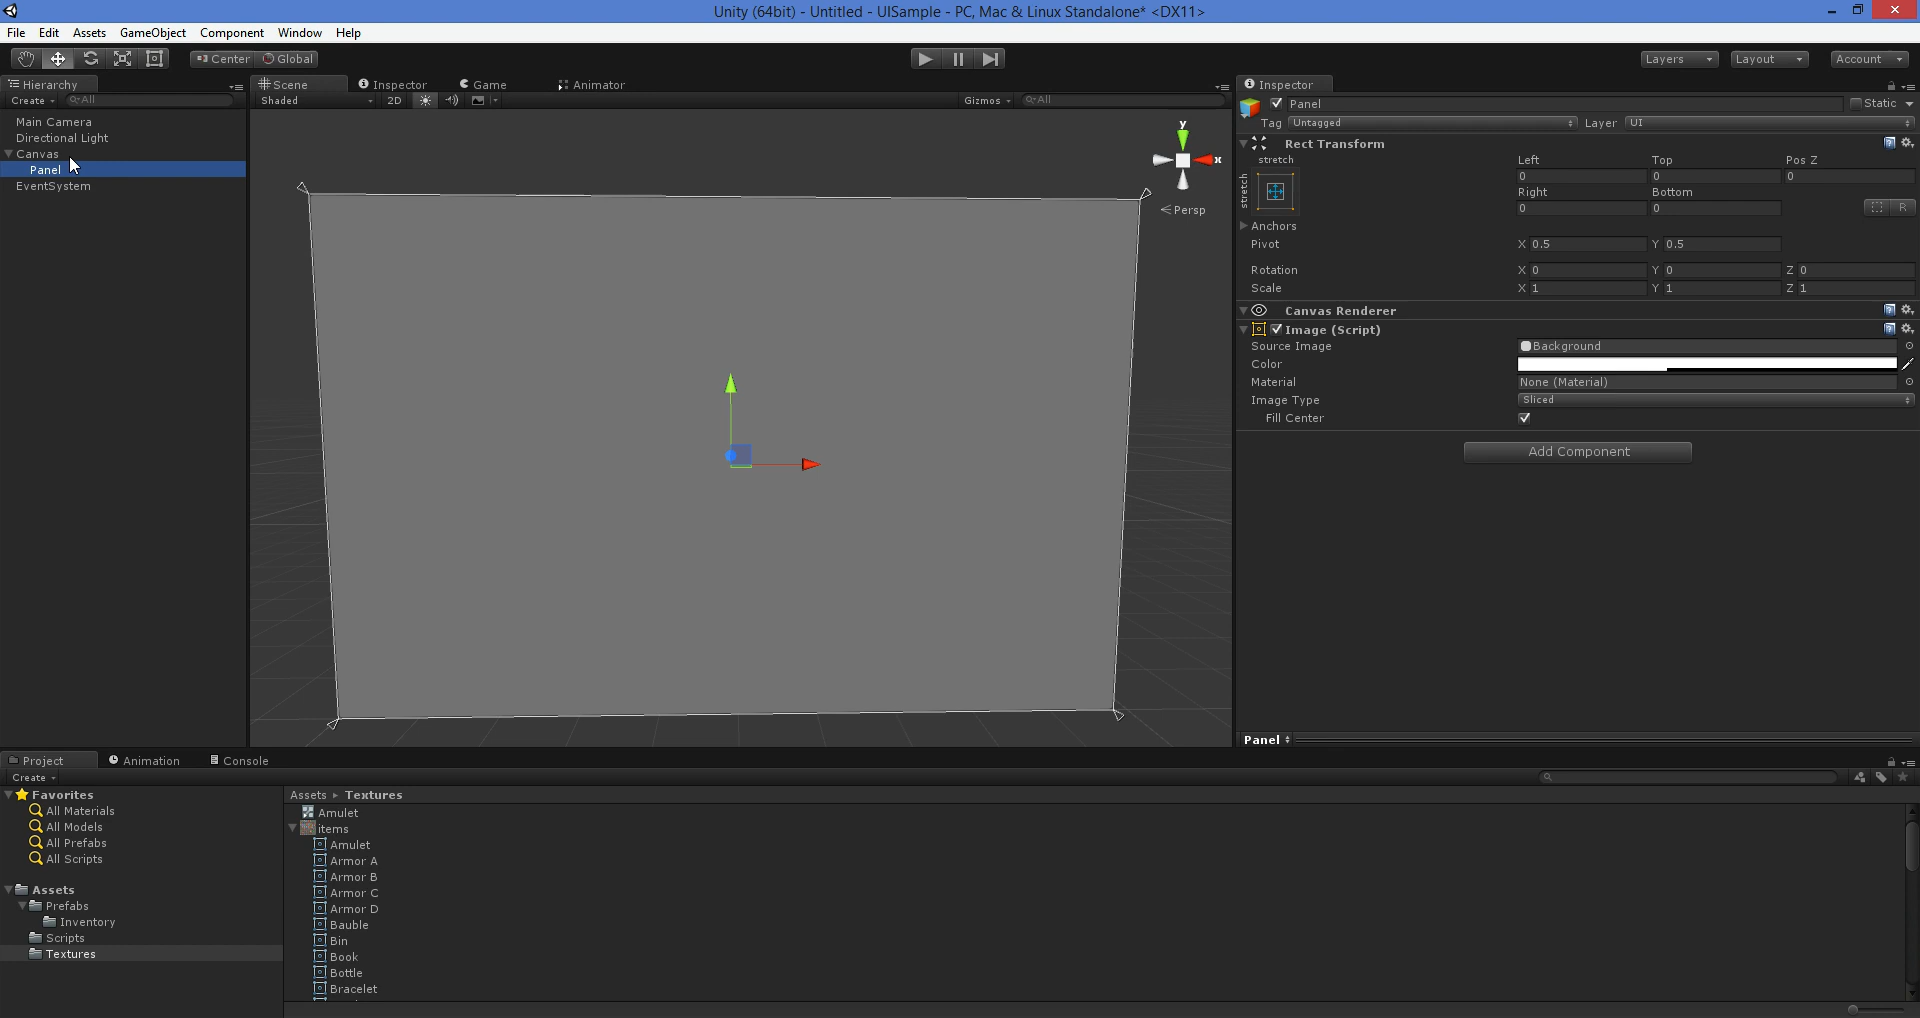 Unity (64bit) - Untitled - UISample - PC, Mac & Linux Standalone* <DX11>
File Edit Assets GameObject Component Window Help
Center Global
Layers Layout Account
Hierarchy
Create All
Main Camera
Directional Light
Canvas
Panel
EventSystem
Scene Inspector Game Animator
Shaded 2D Gizmos All
y
x
Persp
Inspector
Panel Static
Tag Untagged Layer UI
Rect Transform
stretch
stretch
Left Top Pos Z
0 0 0
Right Bottom
0 0
R
Anchors
Pivot X 0.5 Y 0.5
Rotation X 0 Y 0 Z 0
Scale X 1 Y 1 Z 1
Canvas Renderer
Image (Script)
Source Image Background
Color
Material None (Material)
Image Type Sliced
Fill Center
Add Component
Panel
Project Animation Console
Create
Favorites
All Materials
All Models
All Prefabs
All Scripts
Assets
Prefabs
Inventory
Scripts
Textures
Assets Textures
Amulet
items
Amulet
Armor A
Armor B
Armor C
Armor D
Bauble
Bin
Book
Bottle
Bracelet